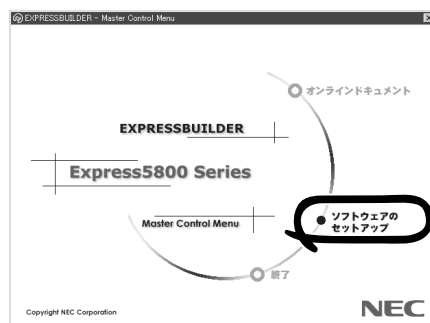 EXPRESSBUILDER - Master Control Menu
オンラインドキュメント
EXPRESSBUILDER
Express5800 Series
Master Control Menu
ソフトウェアの
セットアップ
終了
Copyright NEC Corporation
NEC